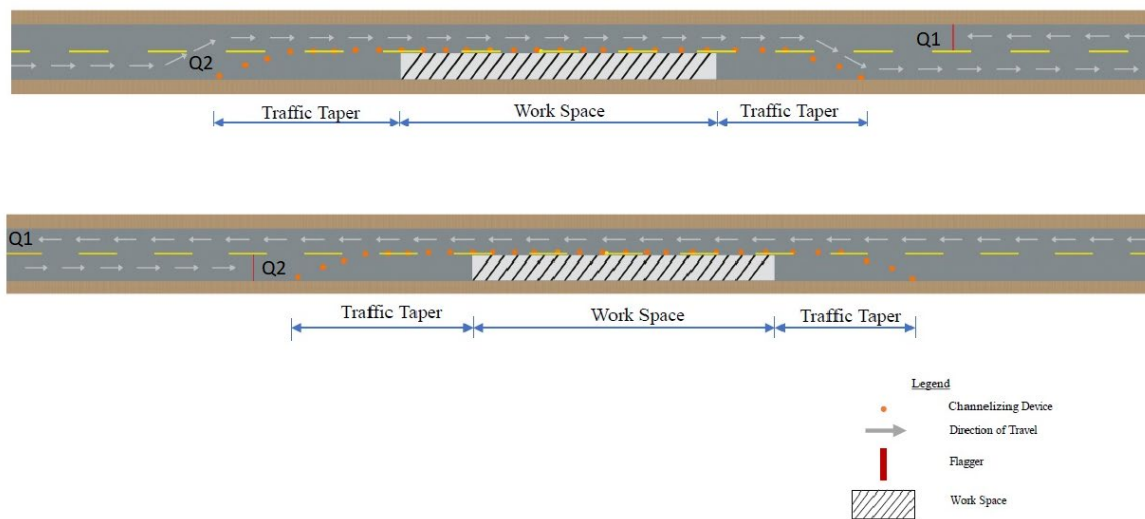 Q1
Q2
Traffic Taper
Work Space
Traffic Taper
Q1
Q2
Traffic Taper
Work Space
Traffic Taper
Legend
Channelizing Device
Direction of Travel
Flagger
Work Space